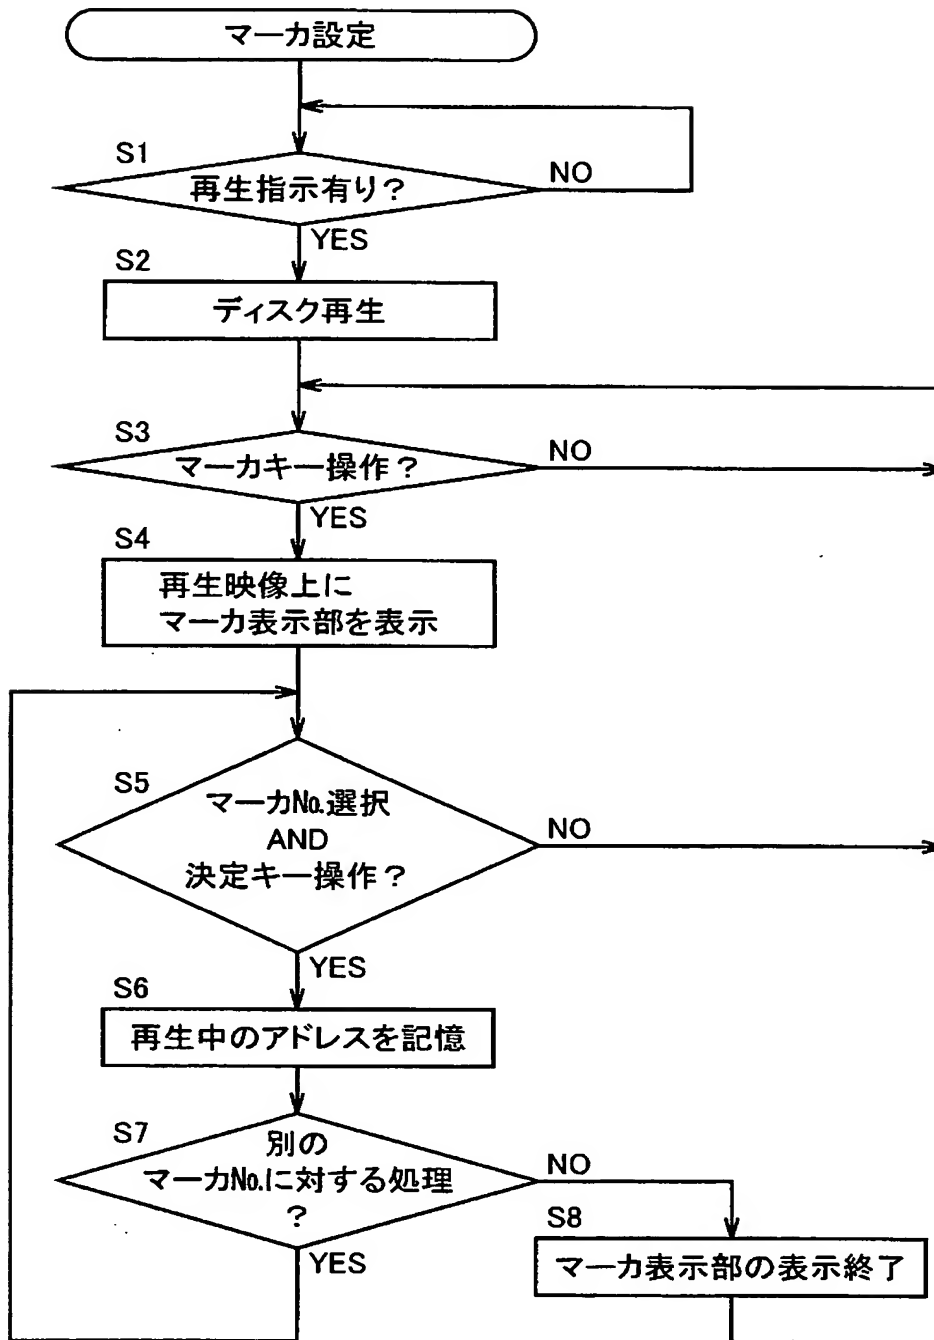 マーカ設定
S1
再生指示有り?
NO
YES
S2
ディスク再生
S3
マーカキー操作?
NO
YES
S4
再生映像上に
マーカ表示部を表示
S5
マーカNo.選択
AND
決定キー操作?
NO
YES
S6
再生中のアドレスを記憶
S7
別の
マーカNo.に対する処理
?
NO
YES
S8
マーカ表示部の表示終了